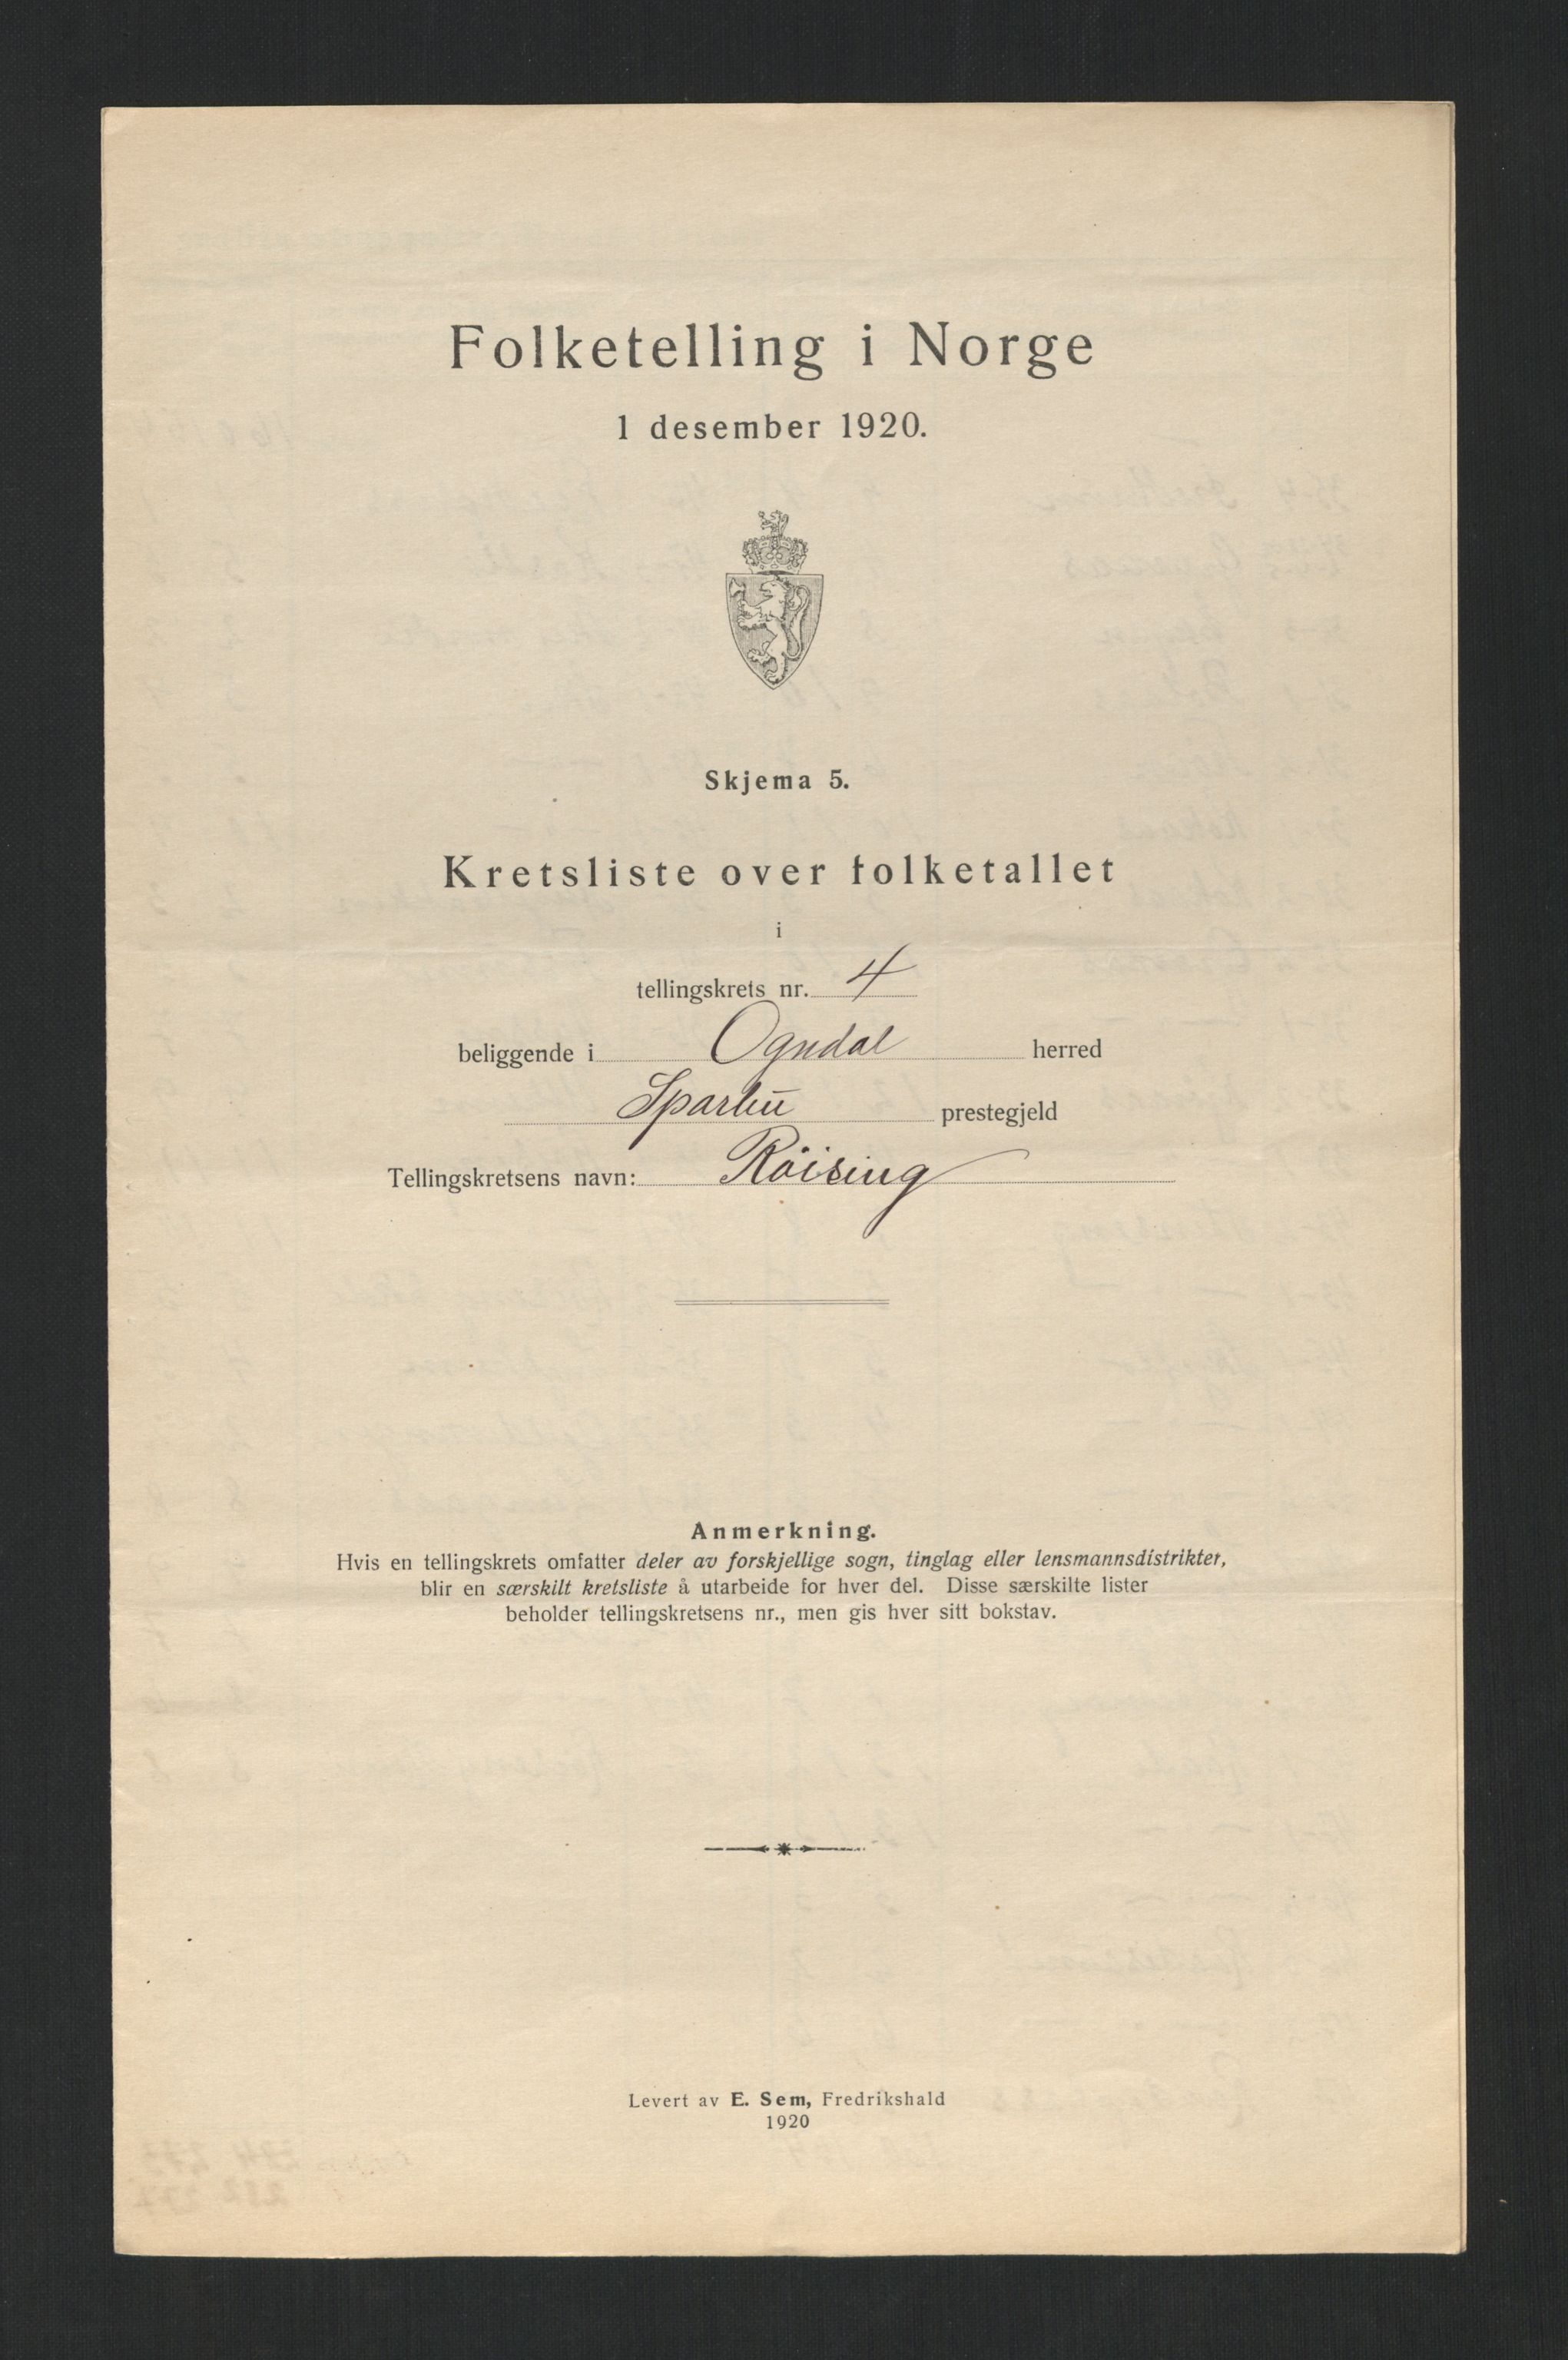 Folketelling i Norge
1 desember 1920.
Skjema 5.
Kretsliste over folketallet
i
tellingskrets nr. 4
beliggende i Ogndal herred
Sparbu prestegjeld
Tellingskretsens navn: Röising
Anmerkning.
Hvis en tellingskrets omfatter deler av forskjellige sogn, tinglag eller lensmannsdistrikter,
blir en særskilt kretsliste å utarbeide for hver del. Disse særskilte lister
beholder tellingskretsens nr., men gis hver sitt bokstav.
Levert av E. Sem, Fredrikshald
1920